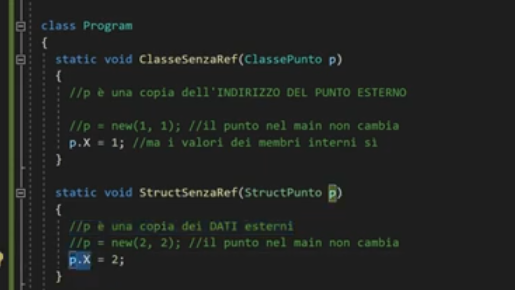 class Program
{
static void ClasseSenzaRef(ClassePunto p)
{
//p è una copia dell'INDIRIZZO DEL PUNTO ESTERNO
//p = new(1, 1); //il punto nel main non cambia
p.X = 1; //ma i valori dei membri interni sì
}
static void StructSenzaRef(StructPunto p)
{
//p è una copia dei DATI esterni
//p = new(2, 2); //il punto nel main non cambia
p.X = 2;
}